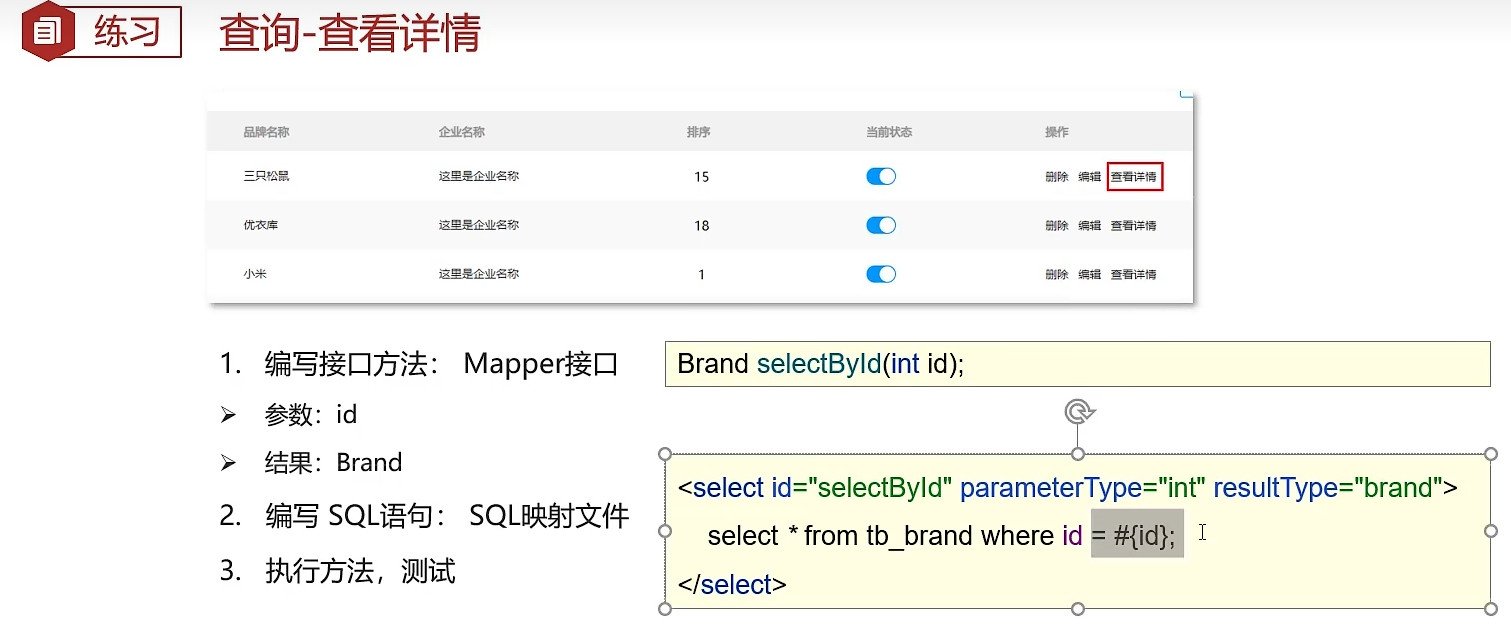 练习
查询-查看详情
品牌名称 企业名称 排序 当前状态 操作
三只松鼠 这里是企业名称 15 删除 编辑 查看详情
优衣库 这里是企业名称 18 删除 编辑 查看详情
小米 这里是企业名称 1 删除 编辑 查看详情
1. 编写接口方法： Mapper接口
➢ 参数：id
➢ 结果：Brand
2. 编写 SQL语句： SQL映射文件
3. 执行方法，测试
Brand selectById(int id);
<select id="selectById" parameterType="int" resultType="brand">
select * from tb_brand where id = #{id};
</select>